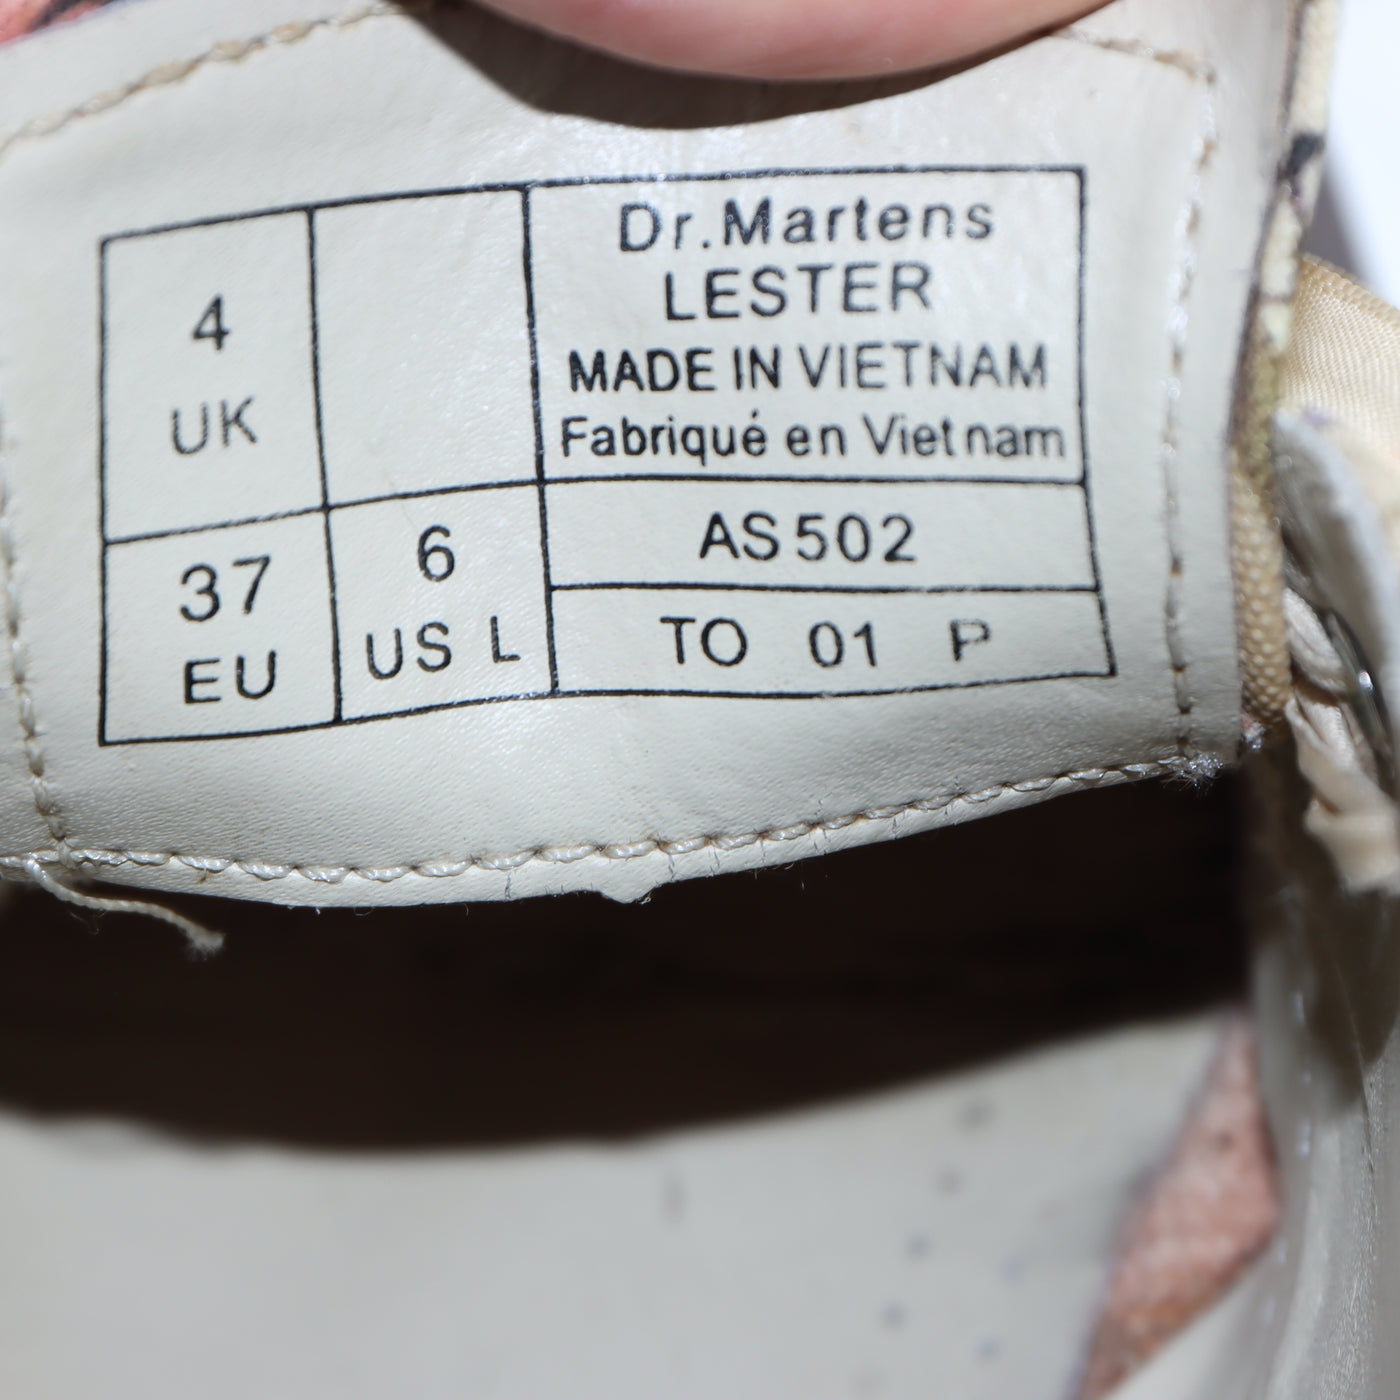 4
UK
37
EU
6
US L
Dr.Martens
LESTER
MADE IN VIETNAM
Fabriqué en Vietnam
AS502
TO 01 P